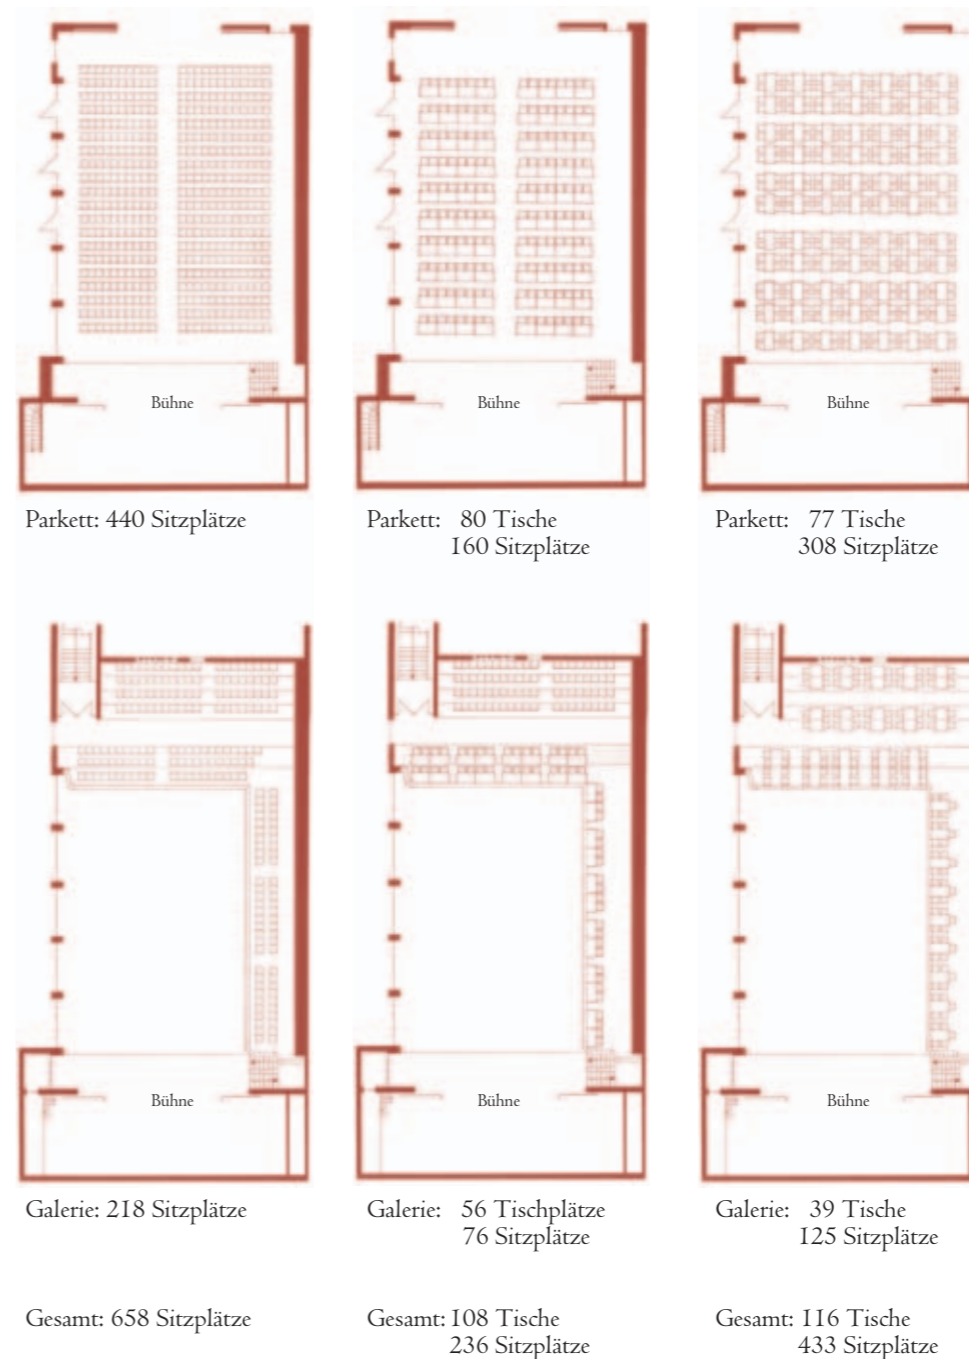 Bühne
Bühne
Bühne
Parkett: 440 Sitzplätze
Parkett: 80 Tische
160 Sitzplätze
Parkett: 77 Tische
308 Sitzplätze
Bühne
Bühne
Bühne
Galerie: 218 Sitzplätze
Galerie: 56 Tischplätze
76 Sitzplätze
Galerie: 39 Tische
125 Sitzplätze
Gesamt: 658 Sitzplätze
Gesamt: 108 Tische
236 Sitzplätze
Gesamt: 116 Tische
433 Sitzplätze